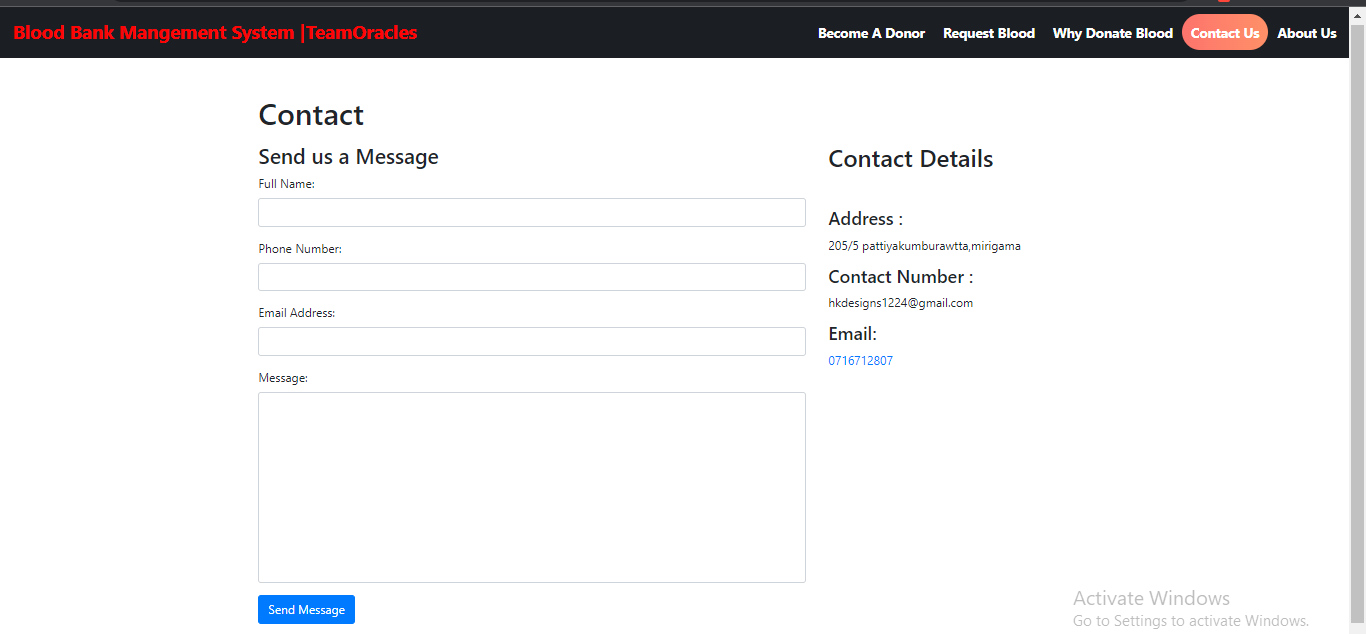 Blood Bank Mangement System |TeamOracles
Become A Donor Request Blood Why Donate Blood Contact Us About Us
Contact
Send us a Message
Full Name:
Phone Number:
Email Address:
Message:
Send Message
Contact Details
Address :
205/5 pattiyakumburawtta,mirigama
Contact Number :
hkdesigns1224@gmail.com
Email:
0716712807
Activate Windows
Go to Settings to activate Windows.